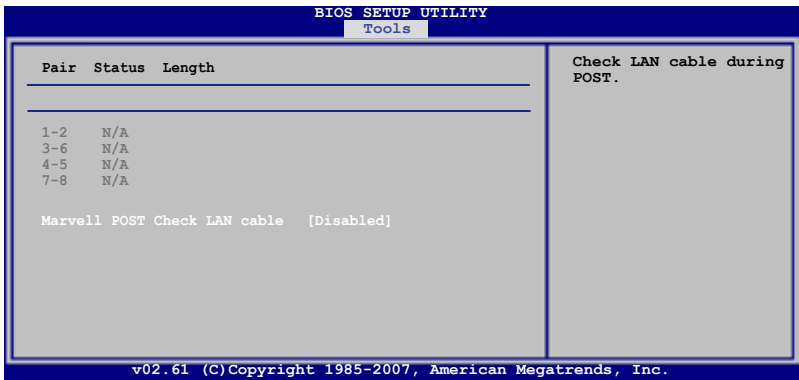 BIOS SETUP UTILITY
Tools
Pair Status Length
1-2 N/A
3-6 N/A
4-5 N/A
7-8 N/A
Marvell POST Check LAN cable [Disabled]
Check LAN cable during
POST.
v02.61 (C)Copyright 1985-2007, American Megatrends, Inc.